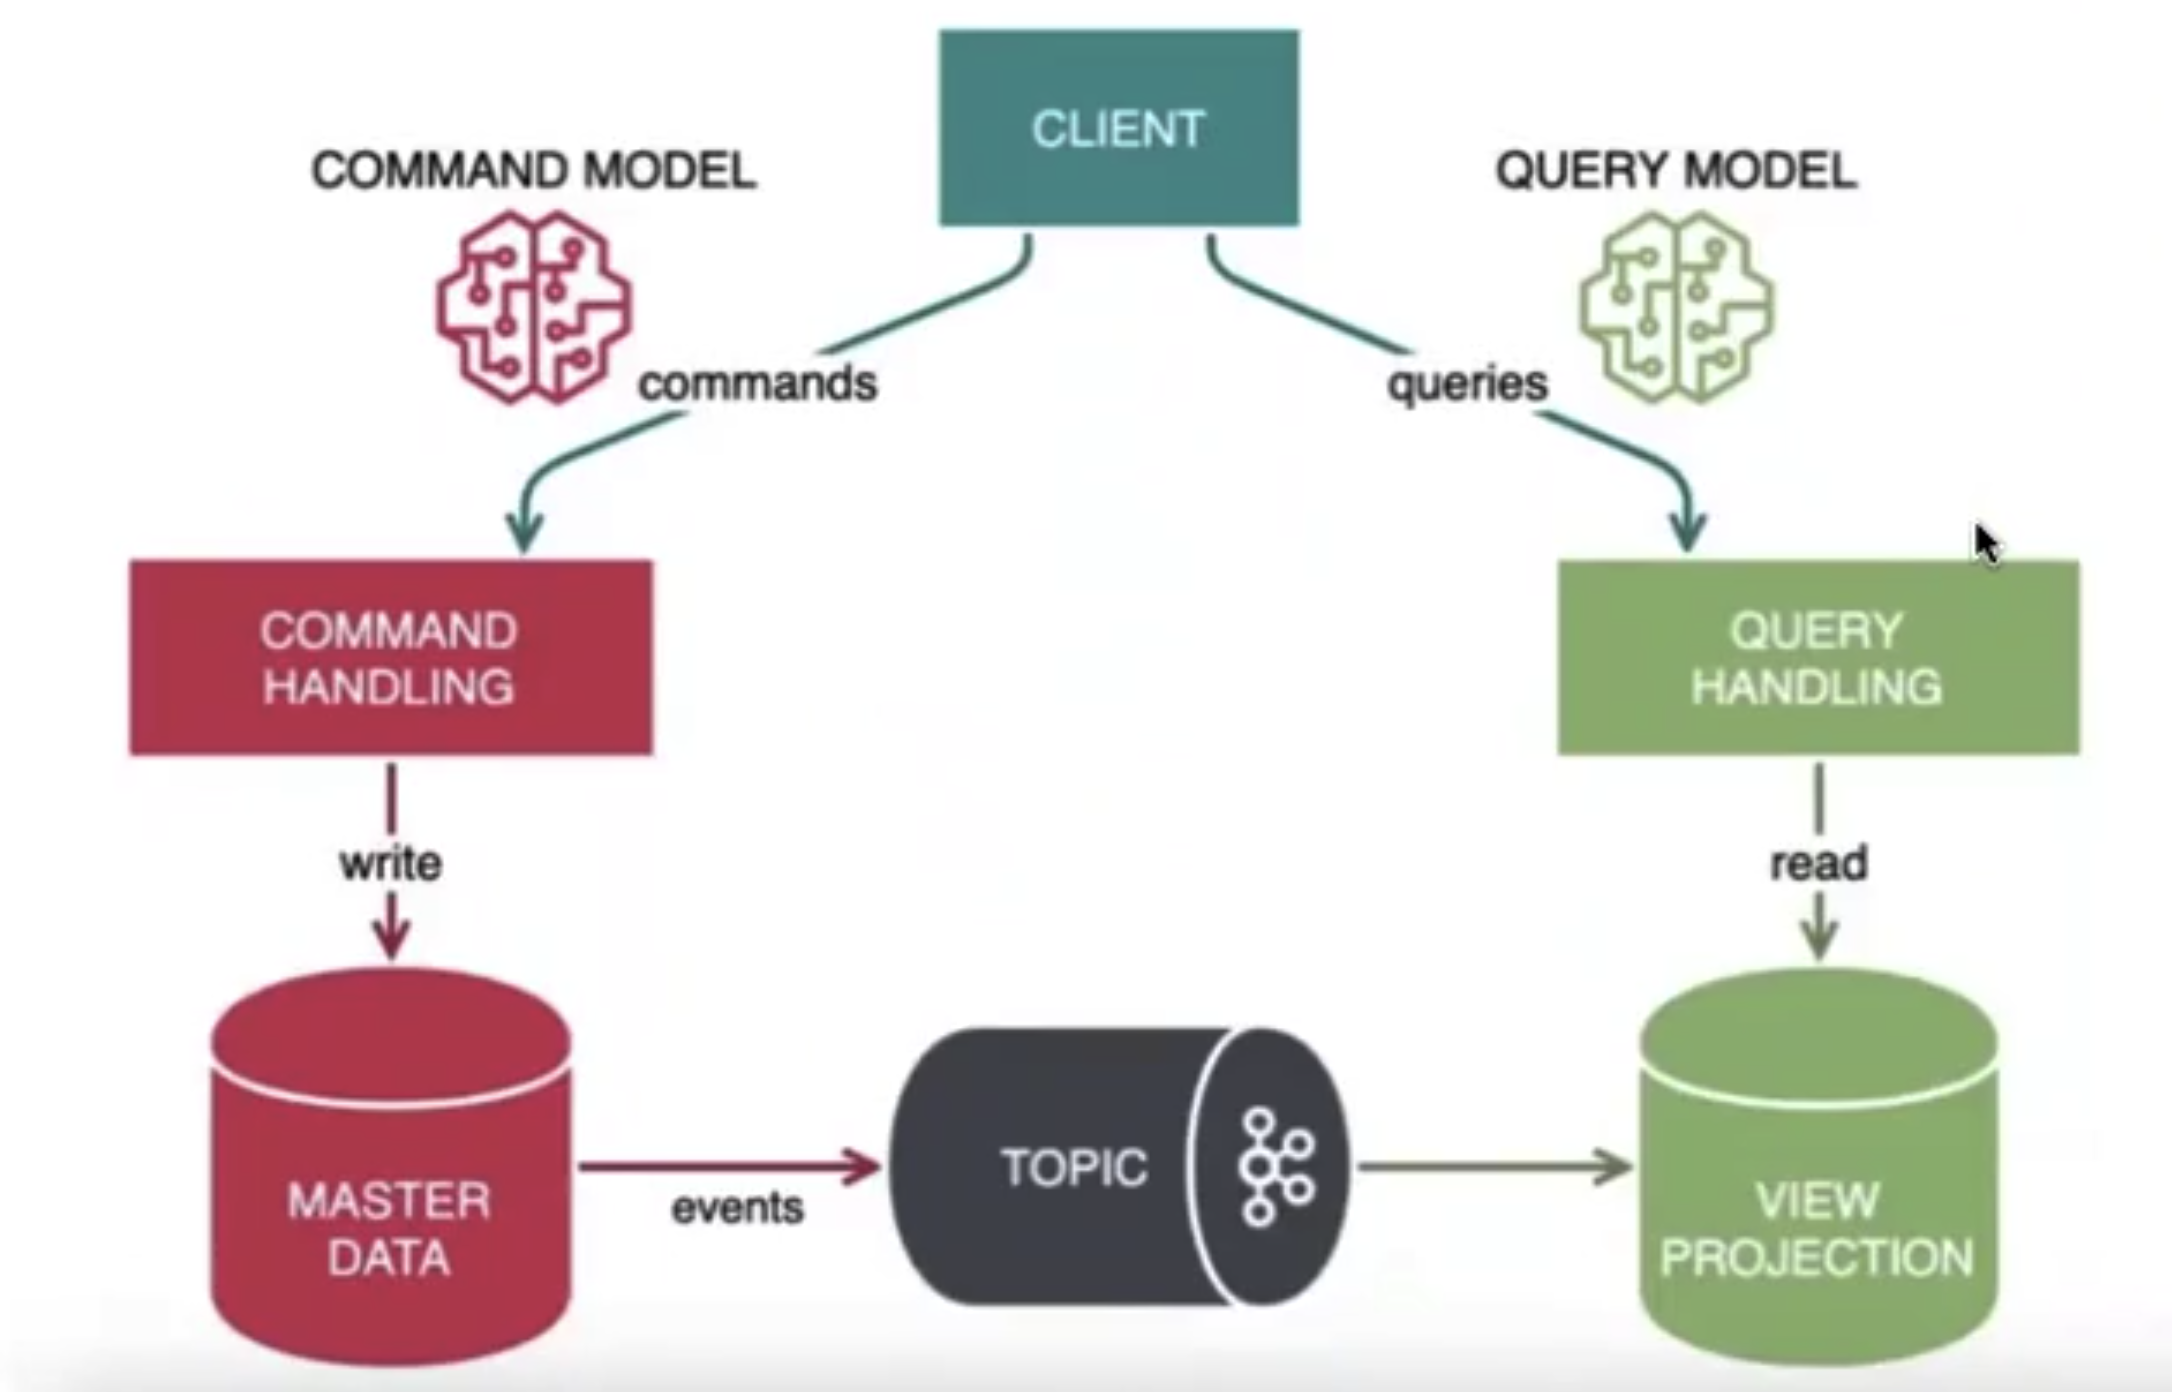 CLIENT
COMMAND MODEL
QUERY MODEL
commands
queries
COMMAND
HANDLING
QUERY
HANDLING
write
read
MASTER
DATA
events
TOPIC
VIEW
PROJECTION